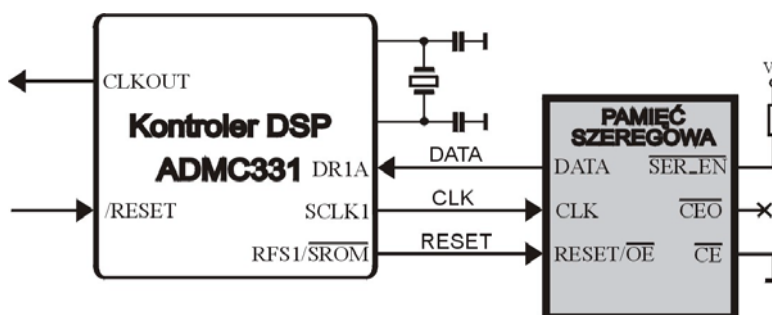 CLKOUT
Kontroler DSP
ADMC331
DR1A
/RESET
SCLK1
RFS1/SROM
DATA
CLK
RESET
PAMIĘĆ
SZEREGOWA
DATA
SER_EN
CLK
CEO
RESET/OE
CE
V